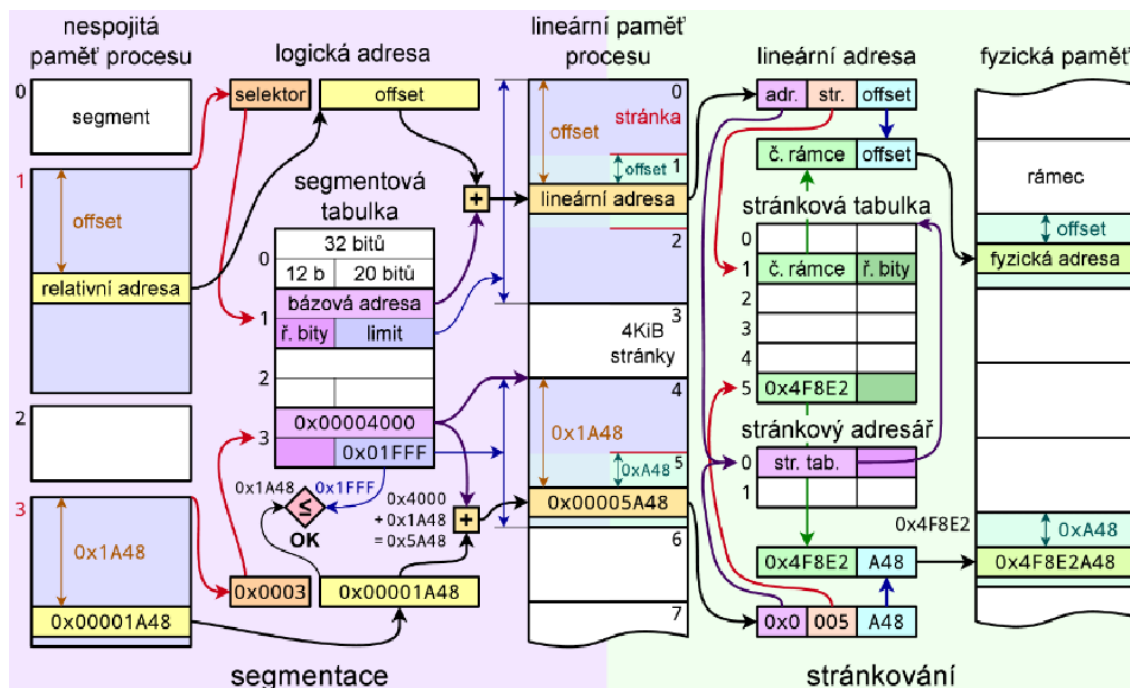 nespojitá
paměť procesu
0
segment
1
offset
relativní adresa
2
3
0x1A48
0x00001A48
logická adresa
selektor
offset
segmentová
tabulka
32 bitů
0
12 b
20 bitů
bázová adresa
1
ř. bity
limit
2
0x00004000
3
0x01FFF
0x1A48
0x1FFF
≤
OK
0x4000
+ 0x1A48
= 0x5A48
+
+
0x0003
0x00001A48
segmentace
lineární paměť
procesu
0
stránka
offset
1
offset
lineární adresa
2
3
4KiB
stránky
4
0x1A48
5
0xA48
0x00005A48
6
7
lineární adresa
adr.
str.
offset
č. rámce
offset
stránková tabulka
0
1
č. rámce
ř. bity
2
3
4
5
0x4F8E2
stránkový adresář
0
str. tab.
1
0x4F8E2
0x4F8E2
A48
0x0
005
A48
fyzická paměť
rámec
offset
fyzická adresa
0xA48
0x4F8E2A48
stránkování